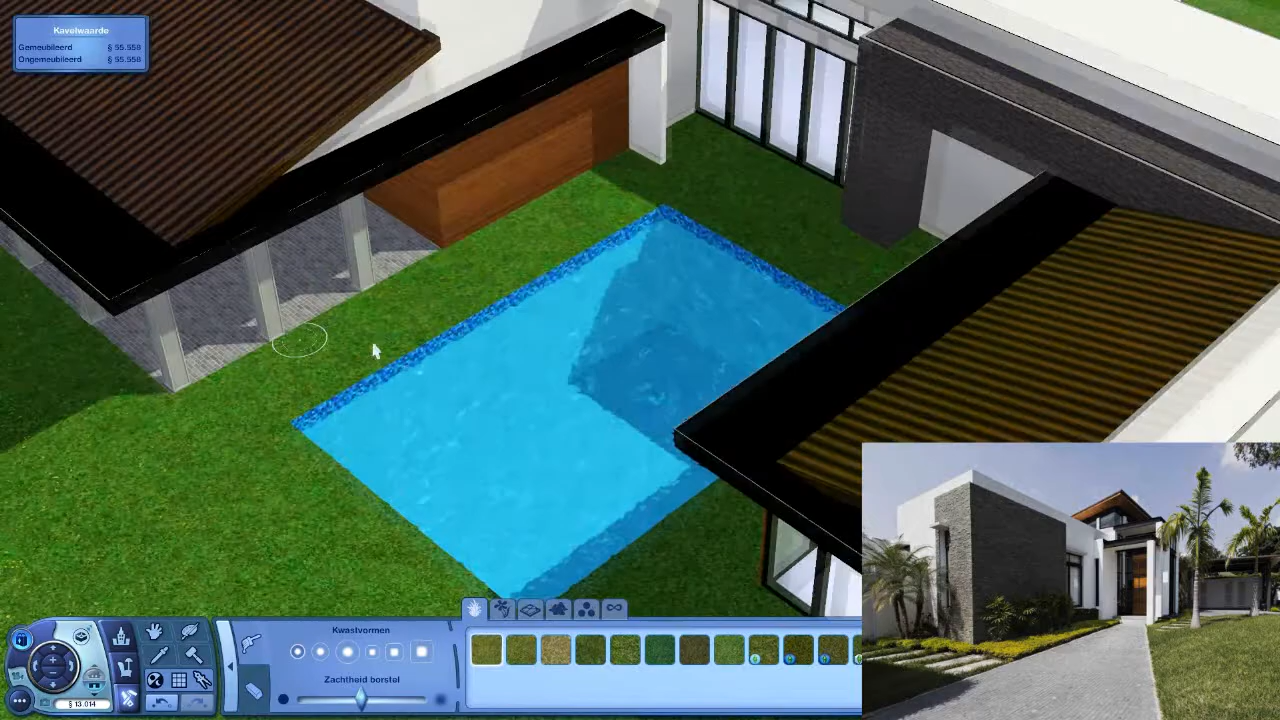 Kavelwaarde
Gemeubileerd § 55.558
Ongemeubileerd § 55.558
Kwastvormen
Zachtheid borstel
§ 13.014